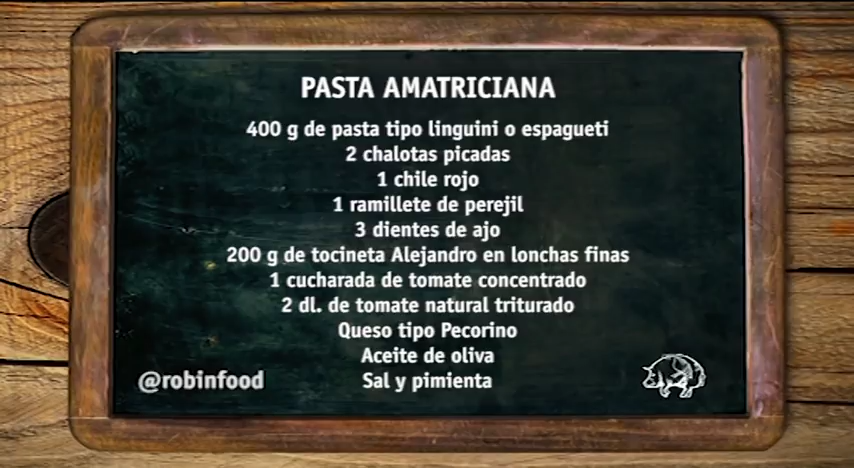 PASTA AMATRICIANA
400 g de pasta tipo linguini o espagueti
2 chalotas picadas
1 chile rojo
1 ramillete de perejil
3 dientes de ajo
200 g de tocineta Alejandro en lonchas finas
1 cucharada de tomate concentrado
2 dl. de tomate natural triturado
Queso tipo Pecorino
Aceite de oliva
Sal y pimienta
@robinfood